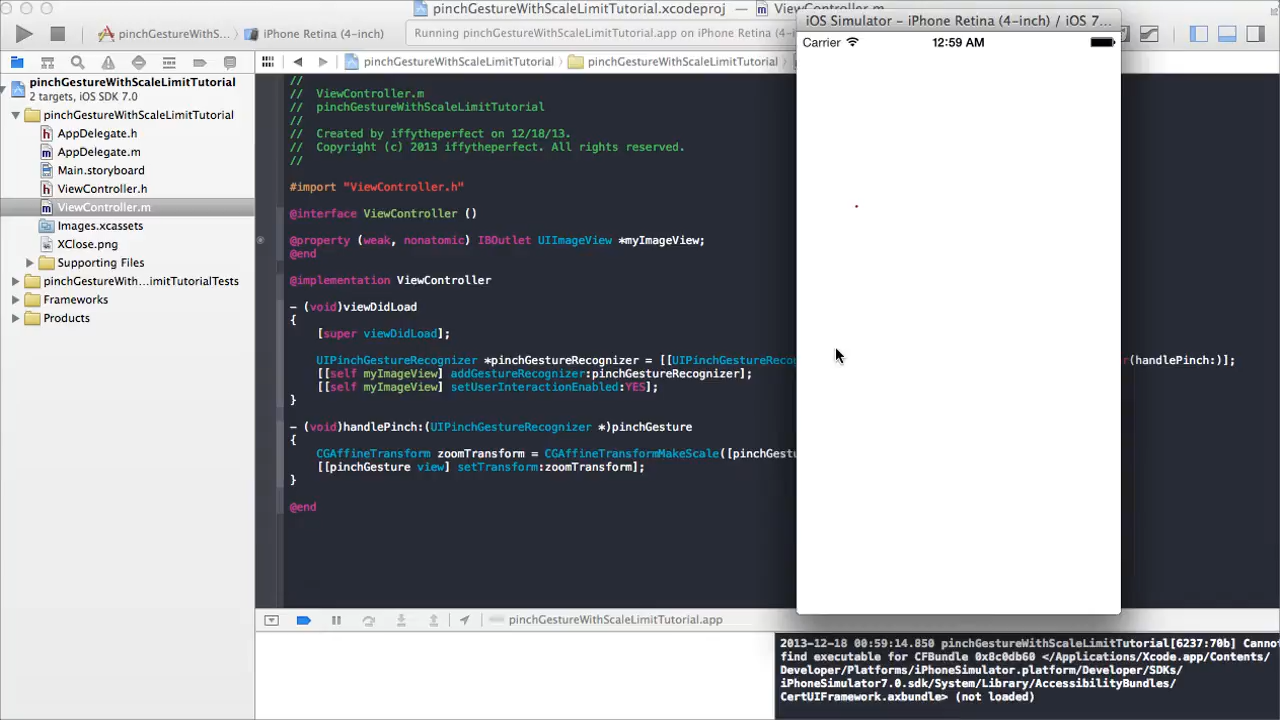 pinchGestureWithScaleLimitTutorial.xcodeproj
ViewController.m
iOS Simulator – iPhone Retina (4-inch) / iOS 7...
pinchGestureWithS...
iPhone Retina (4-inch)
Running pinchGestureWithScaleLimitTutorial.app on iPhone Retina (4-inch)
Carrier
12:59 AM
pinchGestureWithScaleLimitTutorial
pinchGestureWithScaleLimitTutorial
pinchGestureWithScaleLimitTutorial
2 targets, iOS SDK 7.0
pinchGestureWithScaleLimitTutorial
AppDelegate.h
AppDelegate.m
Main.storyboard
ViewController.h
ViewController.m
Images.xcassets
XClose.png
Supporting Files
pinchGestureWith...imitTutorialTests
Frameworks
Products
//
// ViewController.m
// pinchGestureWithScaleLimitTutorial
//
// Created by iffytheperfect on 12/18/13.
// Copyright (c) 2013 iffytheperfect. All rights reserved.
//
#import "ViewController.h"
@interface ViewController ()
@property (weak, nonatomic) IBOutlet UIImageView *myImageView;
@end
@implementation ViewController
- (void)viewDidLoad
{
[super viewDidLoad];
UIPinchGestureRecognizer *pinchGestureRecognizer = [[UIPinchGestureRecog r(handlePinch:)];
[[self myImageView] addGestureRecognizer:pinchGestureRecognizer];
[[self myImageView] setUserInteractionEnabled:YES];
}
- (void)handlePinch:(UIPinchGestureRecognizer *)pinchGesture
{
CGAffineTransform zoomTransform = CGAffineTransformMakeScale([pinchGestu
[[pinchGesture view] setTransform:zoomTransform];
}
@end
pinchGestureWithScaleLimitTutorial.app
2013-12-18 00:59:14.850 pinchGestureWithScaleLimitTutorial[6237:70b] Cannot
find executable for CFBundle 0x8c0db60 </Applications/Xcode.app/Contents/
Developer/Platforms/iPhoneSimulator.platform/Developer/SDKs/
iPhoneSimulator7.0.sdk/System/Library/AccessibilityBundles/
CertUIFramework.axbundle> (not loaded)